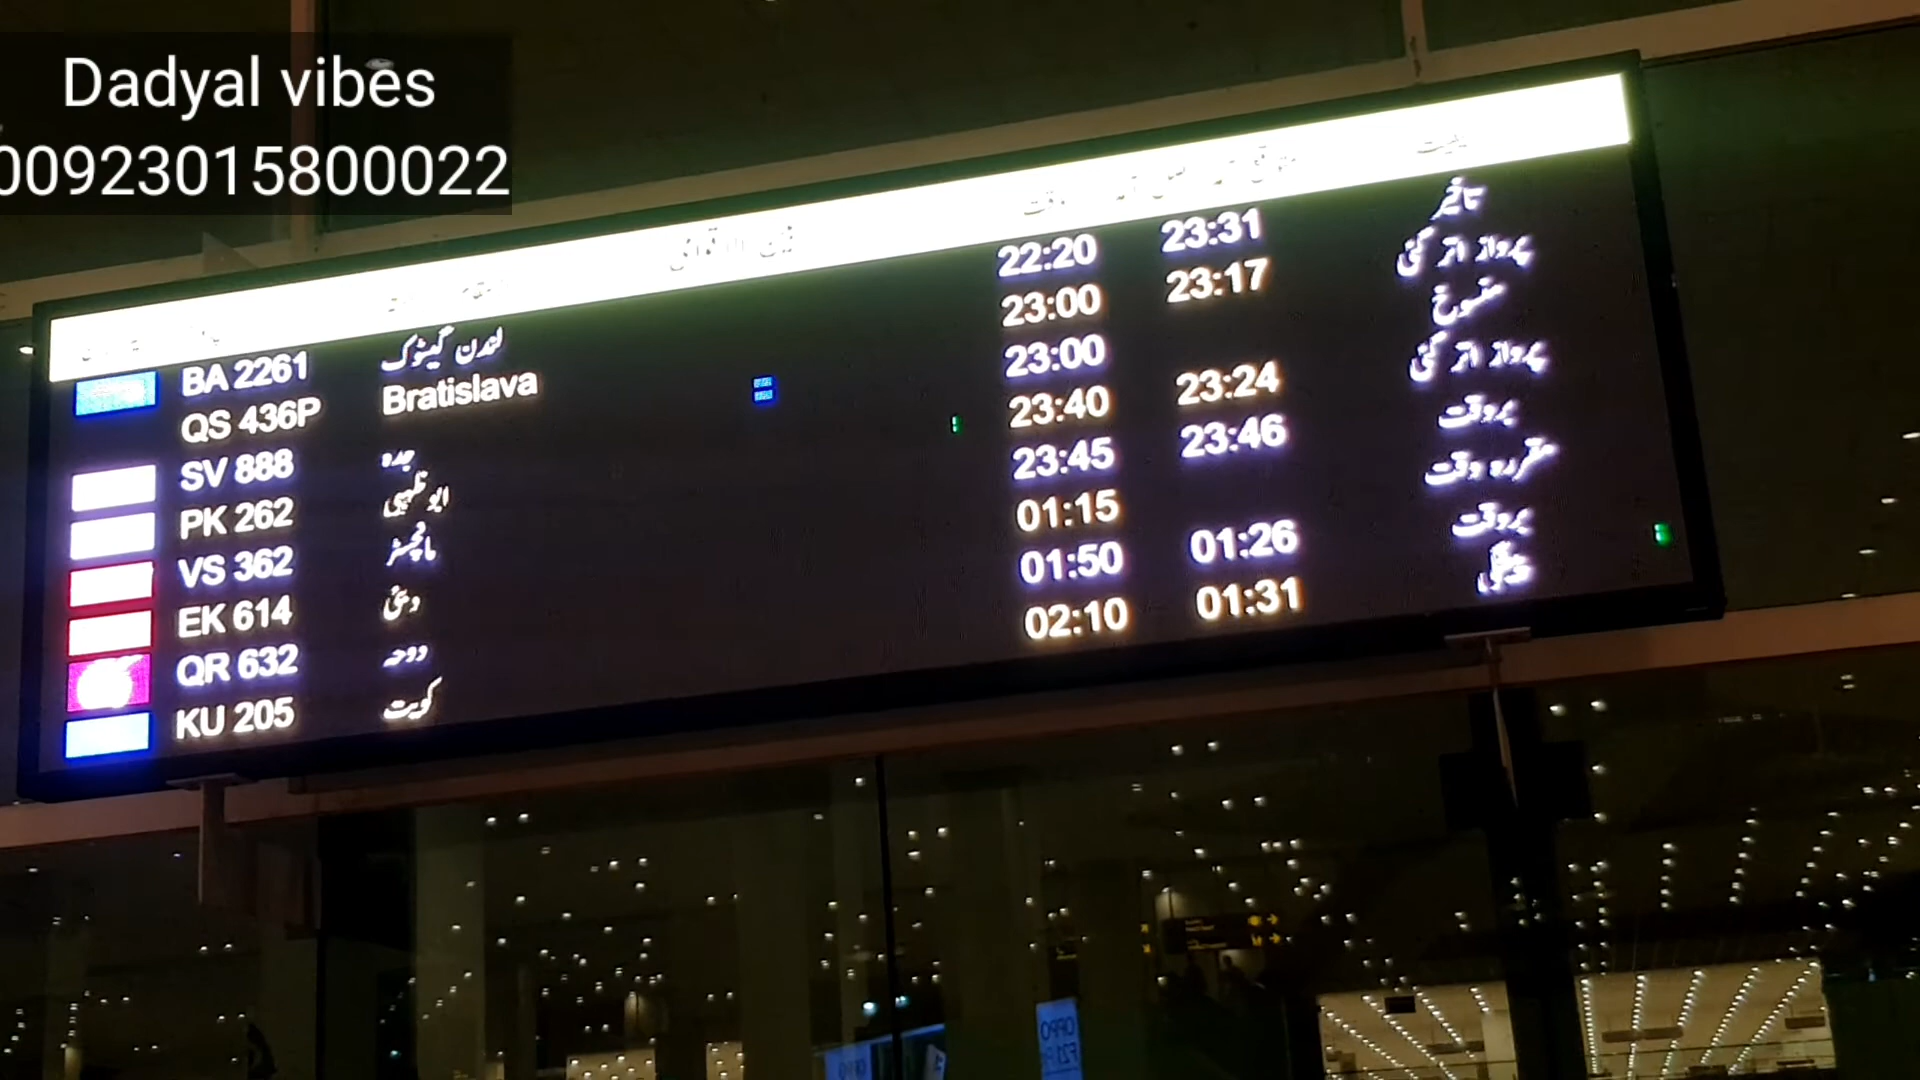 Dadyal vibes
00923015800022
BA 2261 لندن گیٹوک 22:20 23:31 تاخیر
QS 436P Bratislava 23:00 23:17 پرواز اتر گئی
SV 888 جدہ 23:00 منسوخ
PK 262 ابو ظہبی 23:40 23:24 پرواز اتر گئی
VS 362 مانچسٹر 23:45 23:46 بروقت
EK 614 دبئی 01:15 مقررہ وقت
QR 632 دوحہ 01:50 01:26 بروقت
KU 205 کویت 02:10 01:31
OPPO